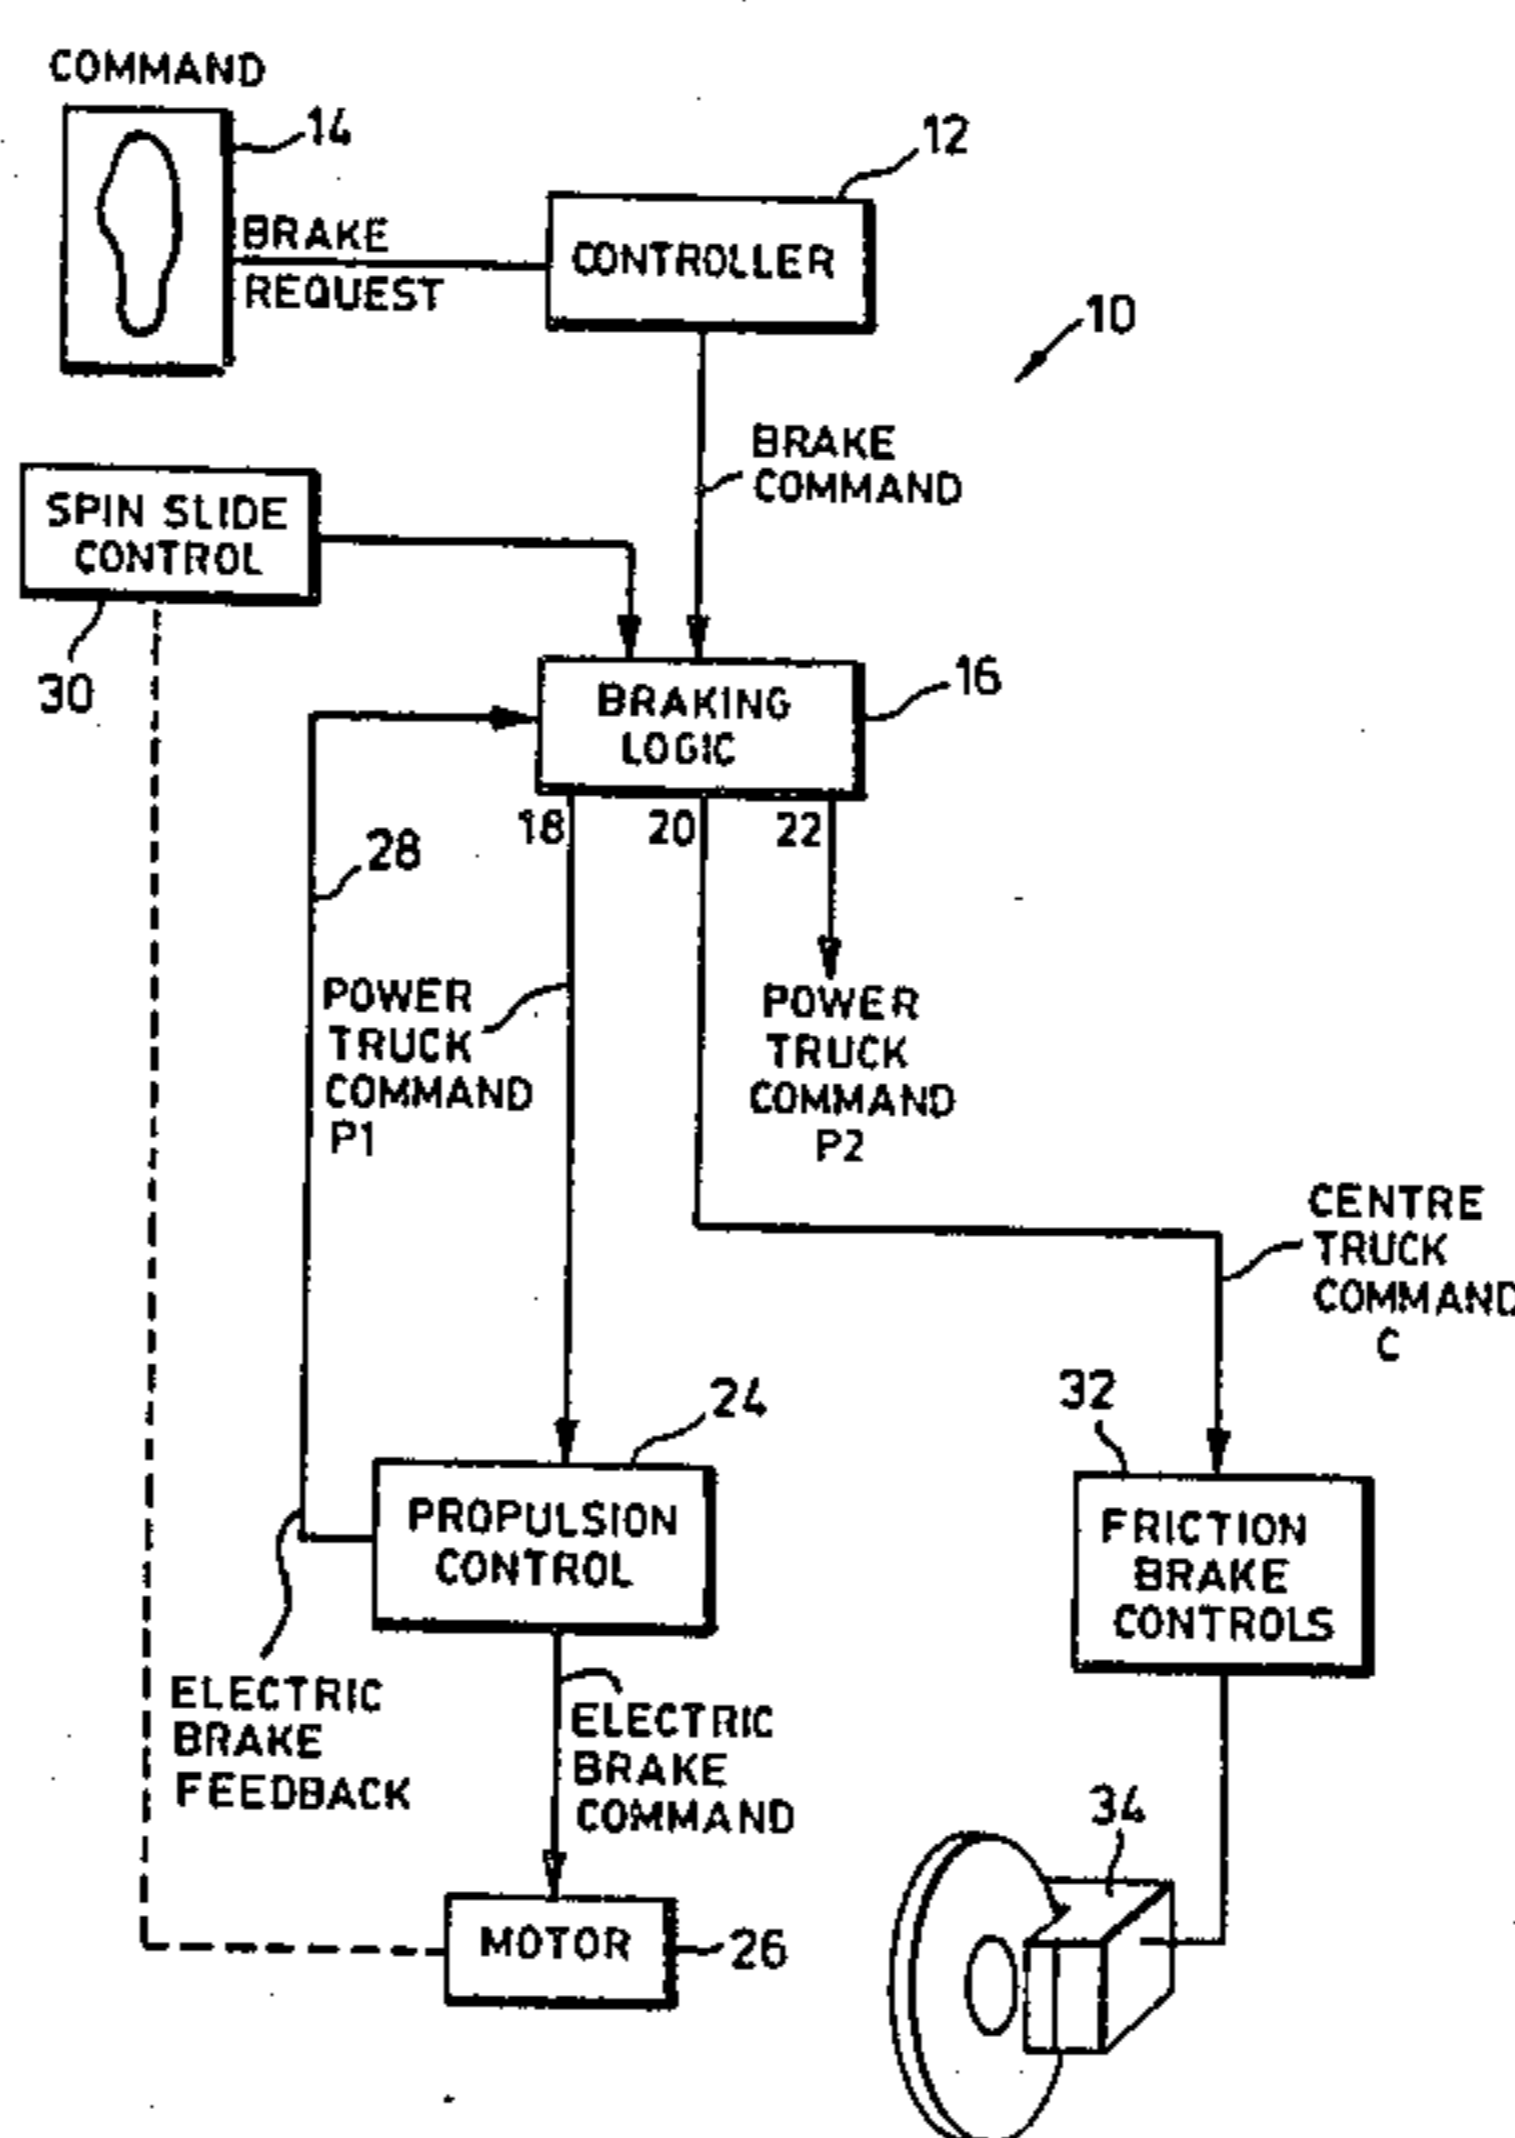 COMMAND
14
12
BRAKE
REQUEST
CONTROLLER
10
BRAKE
COMMAND
SPIN SLIDE
CONTROL
30
BRAKING
LOGIC
16
18
20
22
28
POWER
TRUCK
COMMAND
P1
POWER
TRUCK
COMMAND
P2
CENTRE
TRUCK
COMMAND
C
24
32
PROPULSION
CONTROL
FRICTION
BRAKE
CONTROLS
ELECTRIC
BRAKE
FEEDBACK
ELECTRIC
BRAKE
COMMAND
34
MOTOR
26